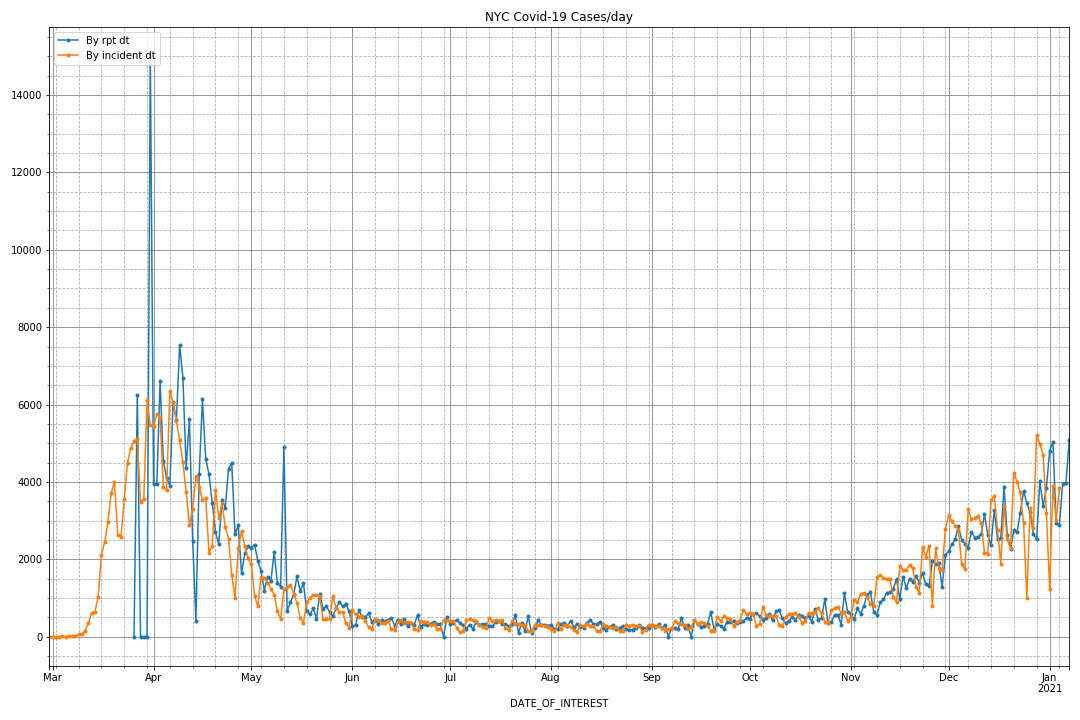 NYC Covid-19 Cases/day
By rpt dt
By incident dt
14000
12000
10000
8000
6000
4000
2000
0
Mar Apr May Jun Jul Aug Sep Oct Nov Dec Jan
2021
DATE_OF_INTEREST